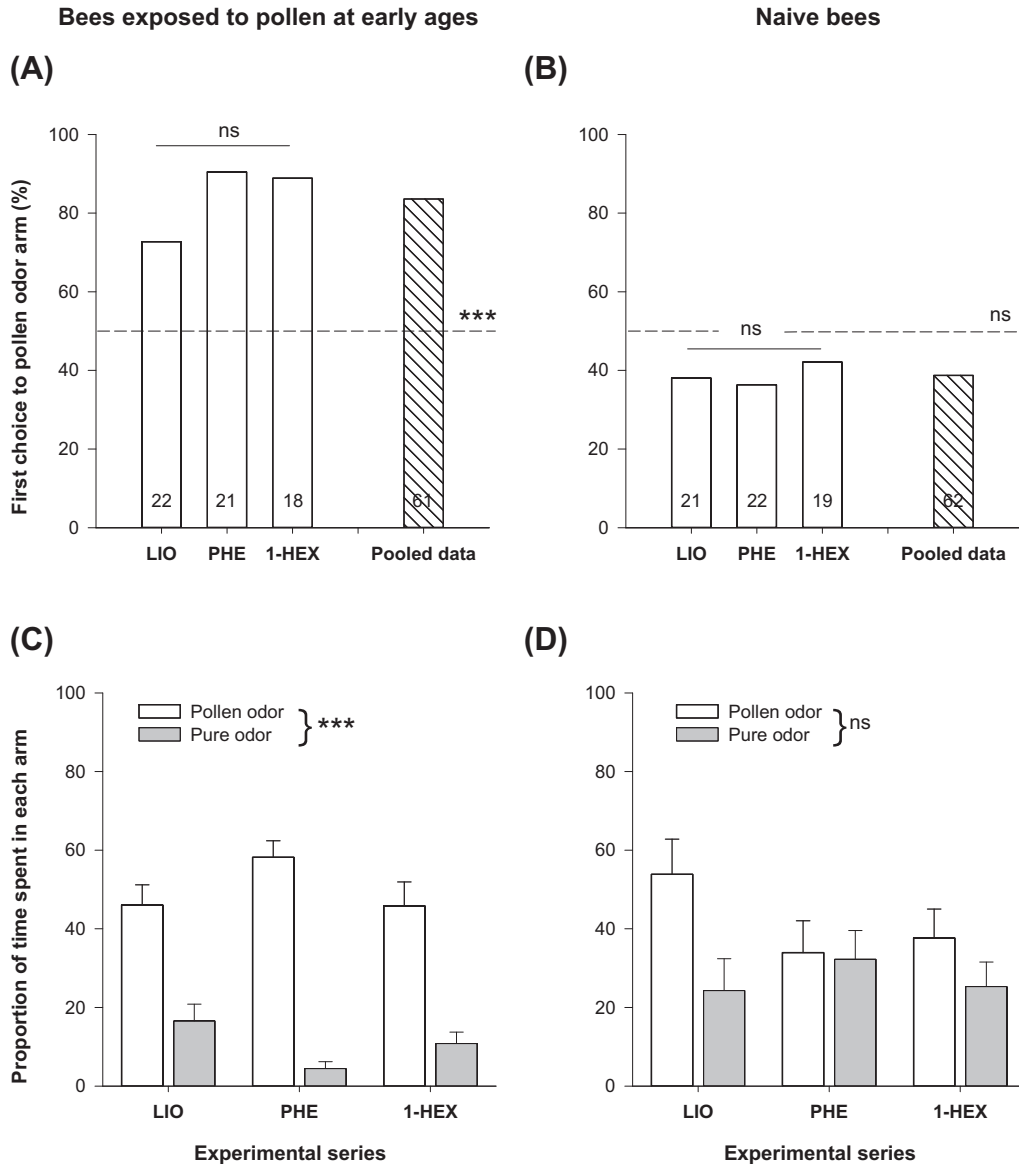 Bees exposed to pollen at early ages
Naive bees
(A)
First choice to pollen odor arm (%)
100
80
60
40
20
0
ns
***
22
21
18
61
LIO
PHE
1-HEX
Pooled data
(B)
100
80
60
40
20
0
ns
ns
21
22
19
62
LIO
PHE
1-HEX
Pooled data
(C)
Proportion of time spent in each arm
100
80
60
40
20
0
Pollen odor
Pure odor
} ***
LIO
PHE
1-HEX
Experimental series
(D)
100
80
60
40
20
0
Pollen odor
Pure odor
} ns
LIO
PHE
1-HEX
Experimental series